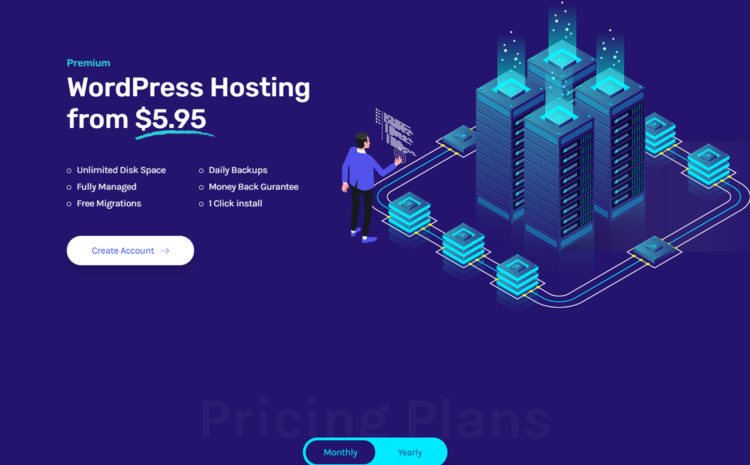 Premium
WordPress Hosting
from $5.95
Unlimited Disk Space
Daily Backups
Fully Managed
Money Back Gurantee
Free Migrations
1 Click install
Create Account
Pricing Plans
Monthly
Yearly